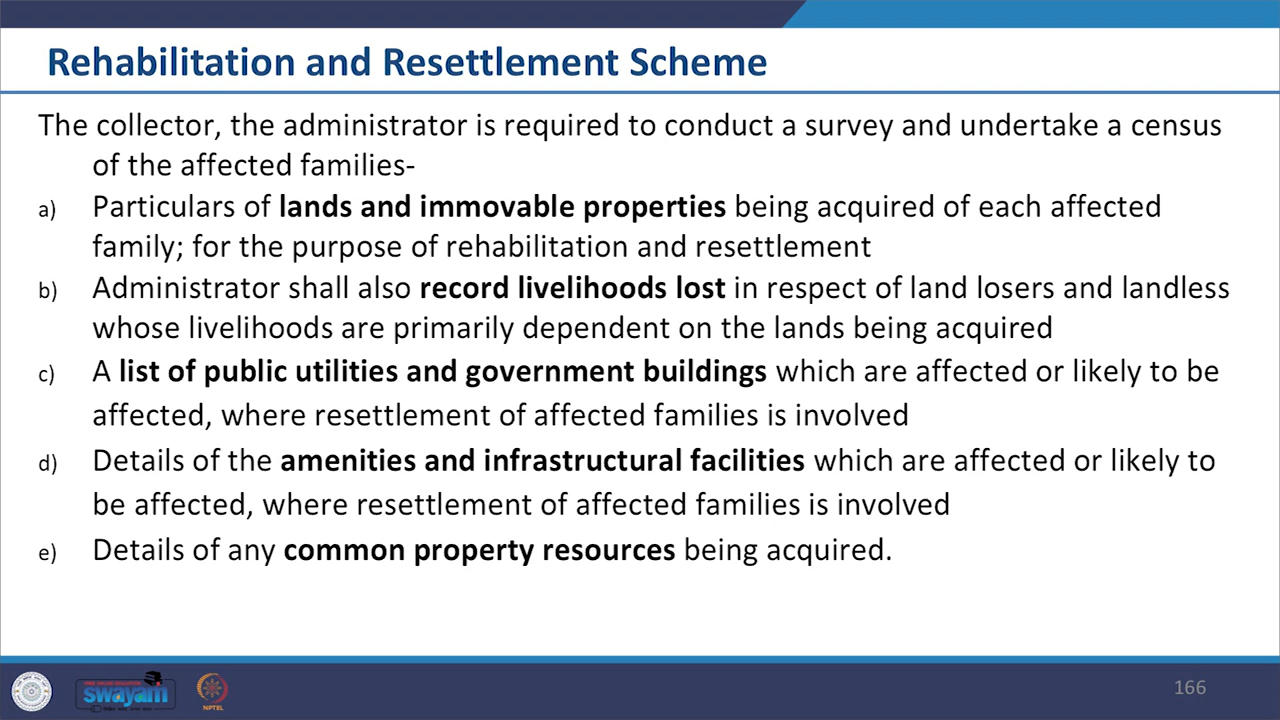 Rehabilitation and Resettlement Scheme
The collector, the administrator is required to conduct a survey and undertake a census
of the affected families-
a) Particulars of lands and immovable properties being acquired of each affected
family; for the purpose of rehabilitation and resettlement
b) Administrator shall also record livelihoods lost in respect of land losers and landless
whose livelihoods are primarily dependent on the lands being acquired
c) A list of public utilities and government buildings which are affected or likely to be
affected, where resettlement of affected families is involved
d) Details of the amenities and infrastructural facilities which are affected or likely to
be affected, where resettlement of affected families is involved
e) Details of any common property resources being acquired.
swayam
NPTEL
166